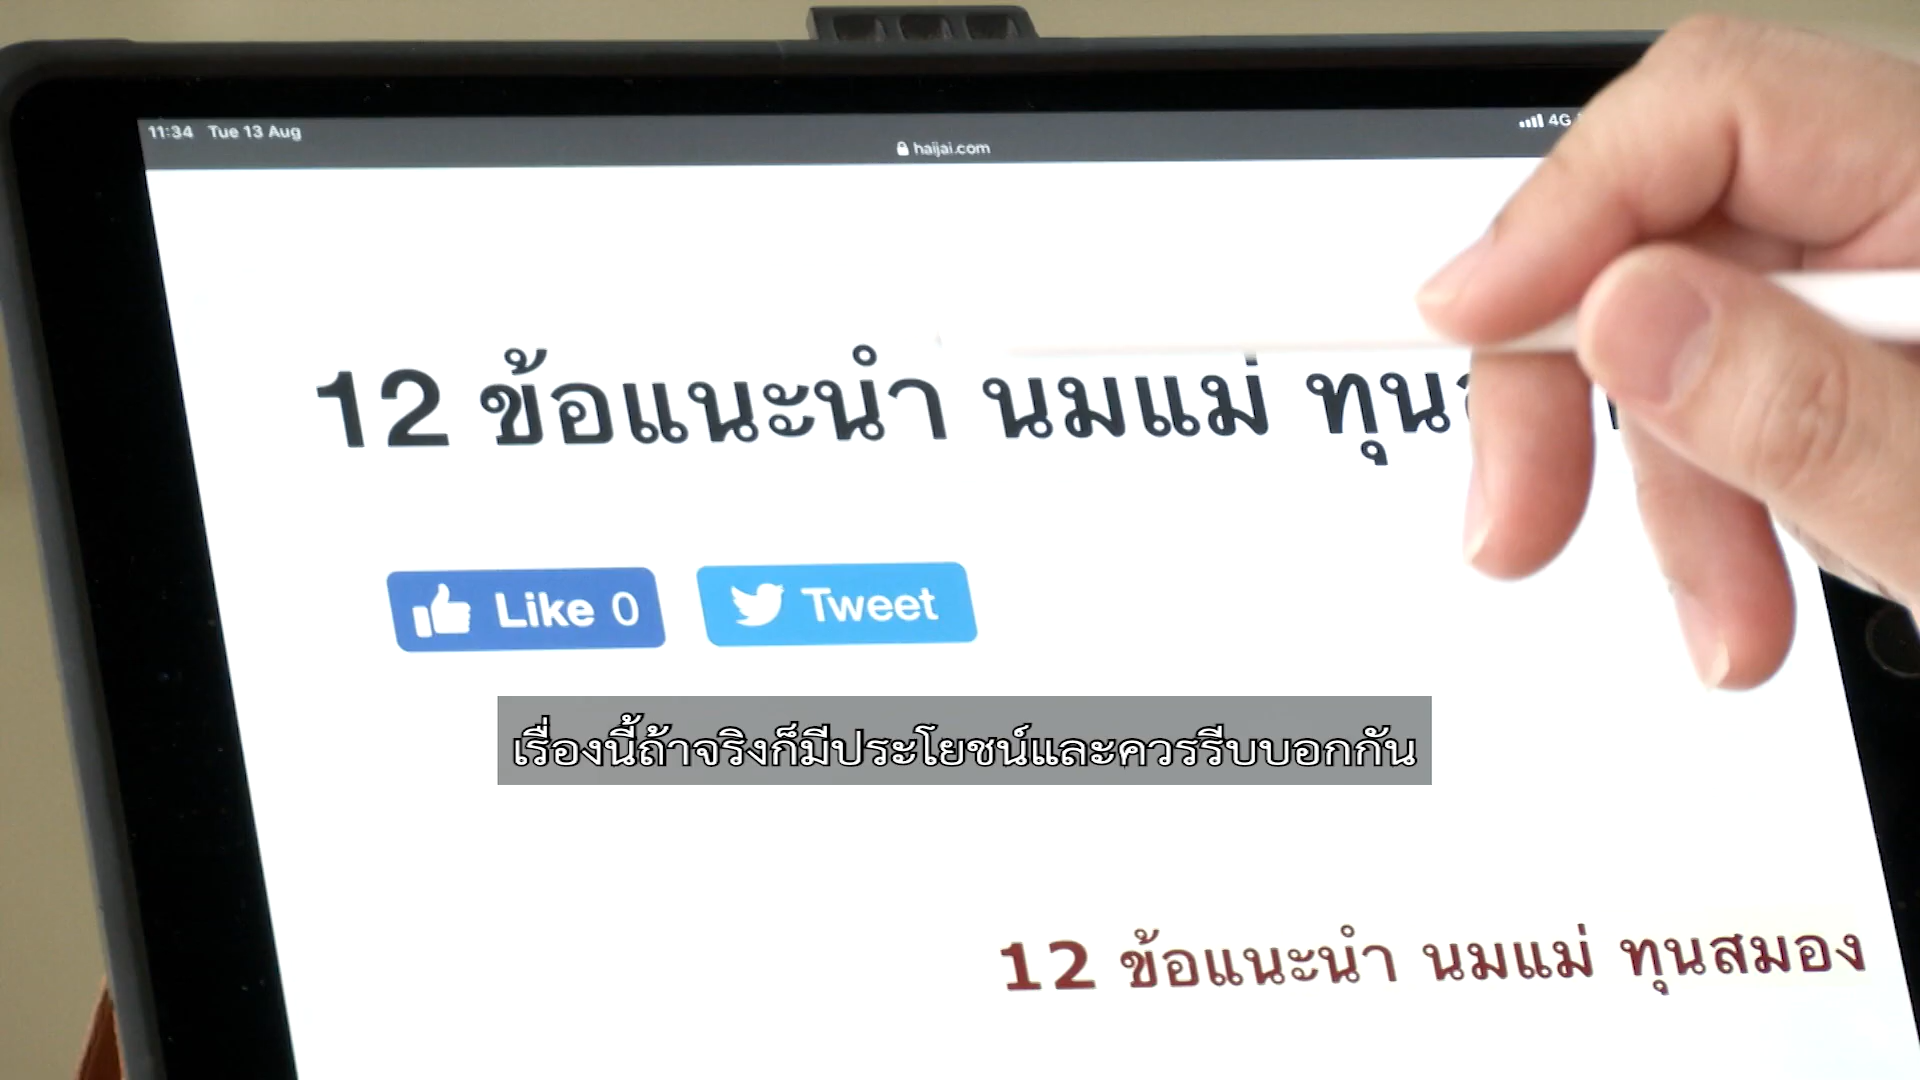 11:34 Tue 13 Aug
4G
haijai.com
12 ข้อแนะนำ นมแม่
Like 0
Tweet
เรื่องนี้ถ้าจริงก็มีประโยชน์และควรรีบบอกกัน
12 ข้อแนะนำ นมแม่ ทุนสมอง